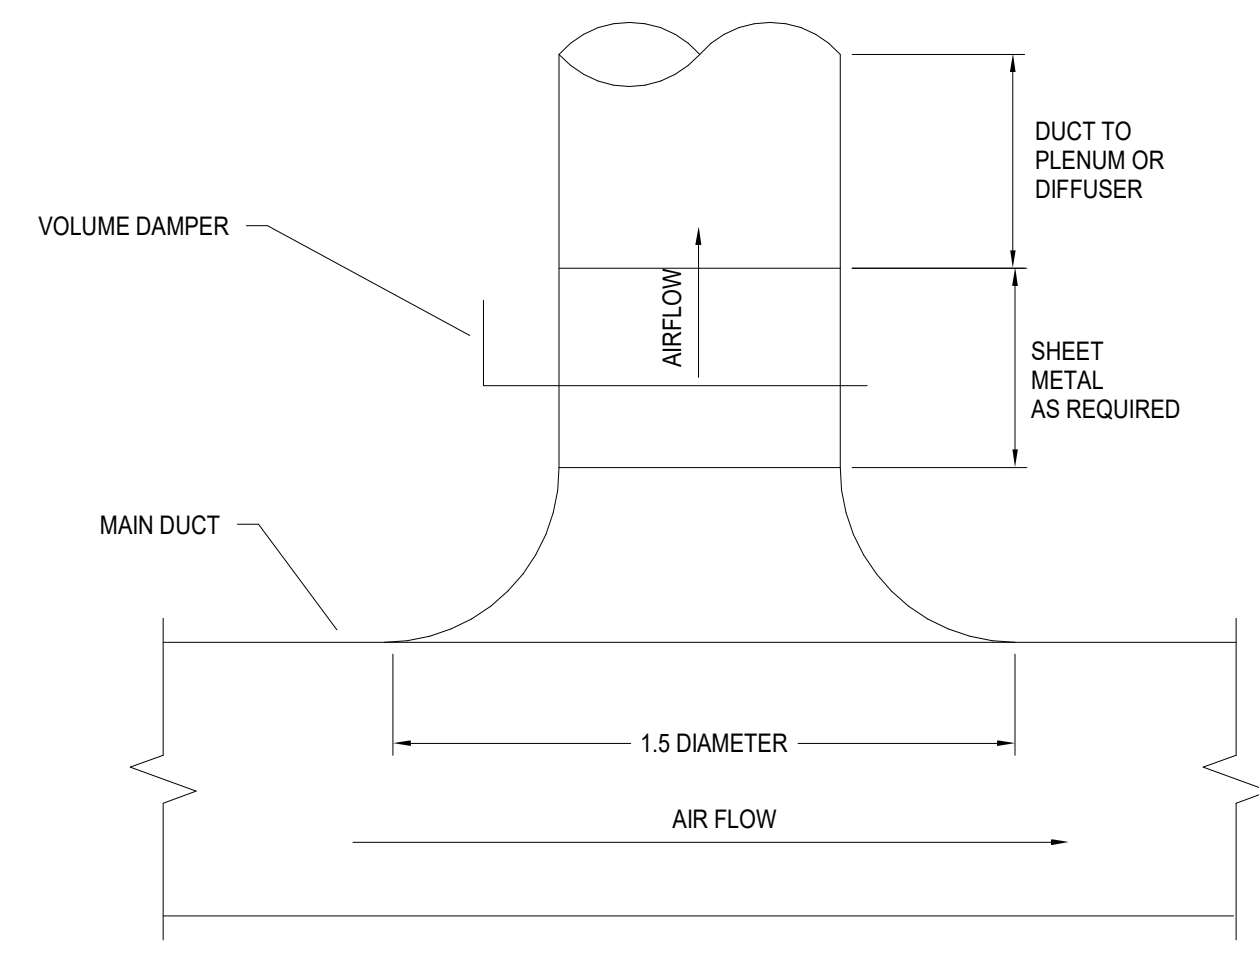 DUCT TO
PLENUM OR
DIFFUSER
VOLUME DAMPER
AIRFLOW
SHEET
METAL
AS REQUIRED
MAIN DUCT
1.5 DIAMETER
AIR FLOW